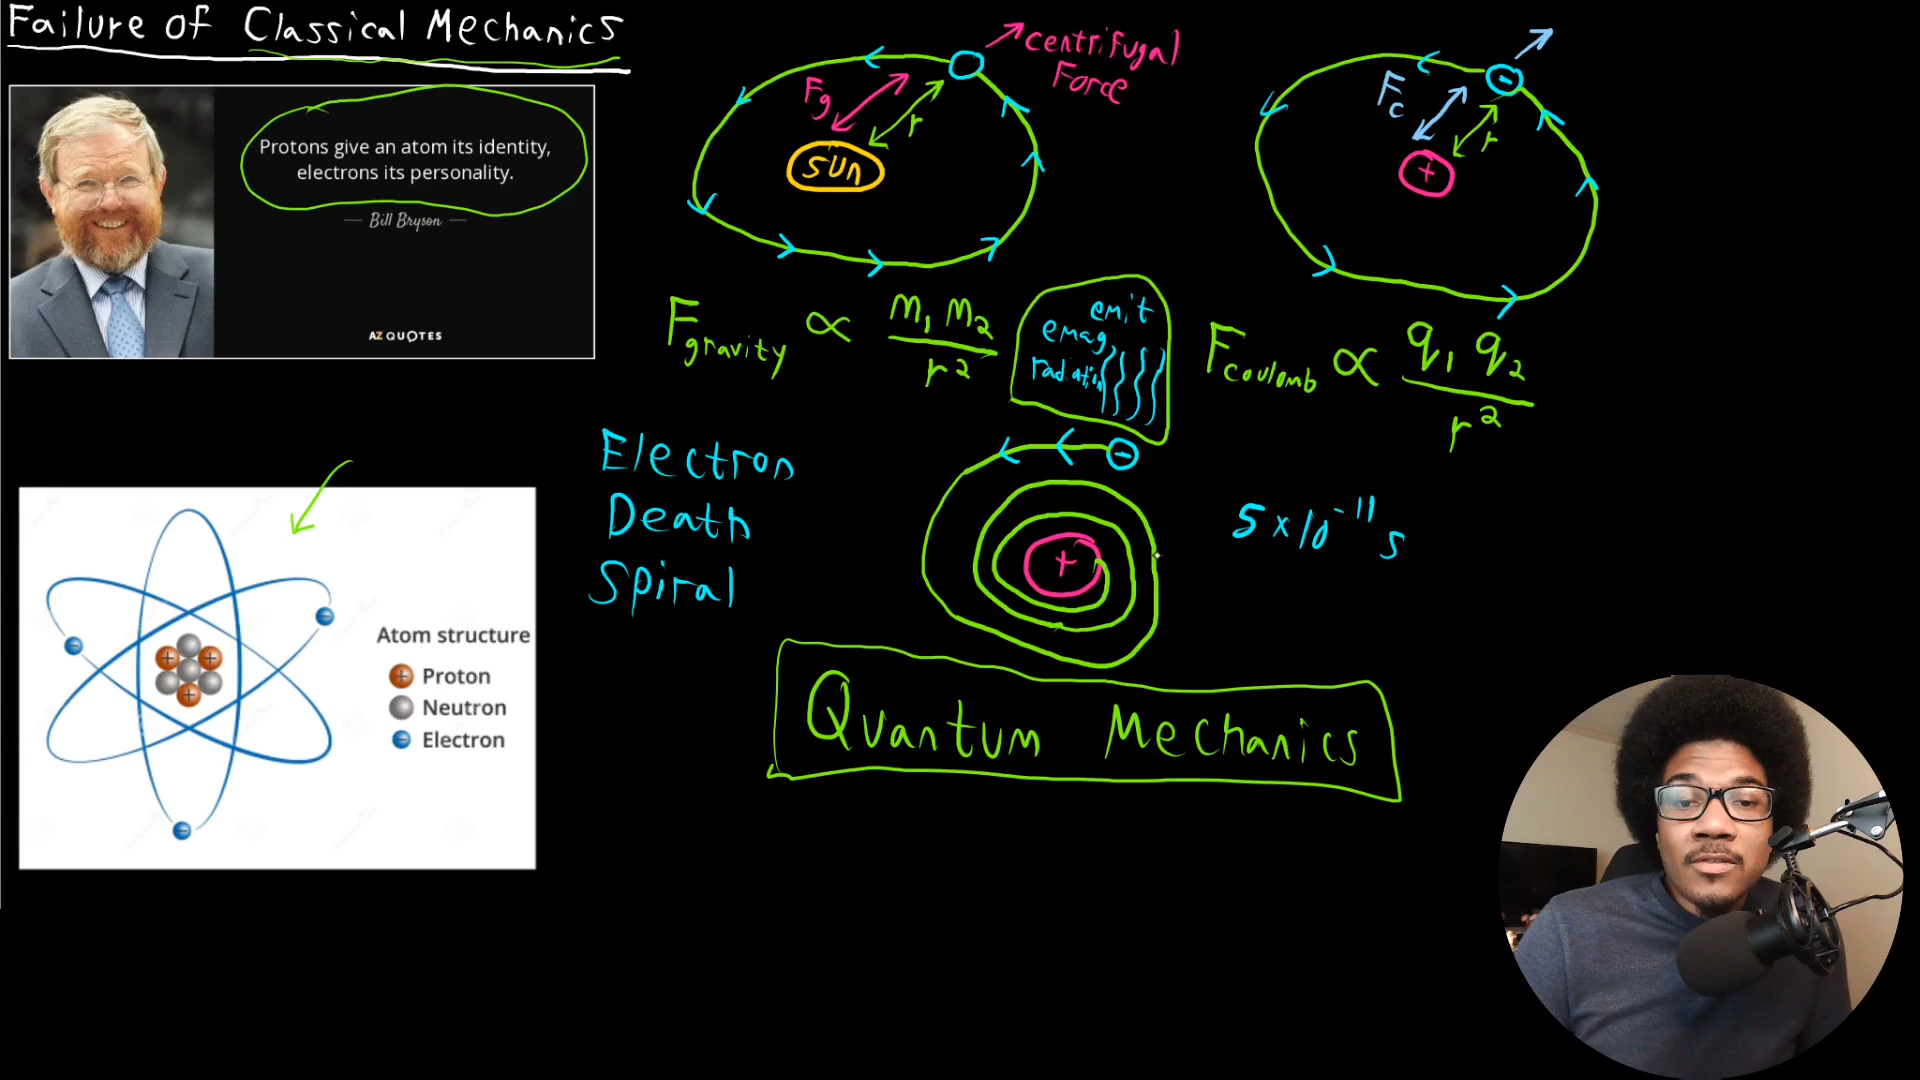 Failure of Classical Mechanics
Protons give an atom its identity,
electrons its personality.
— Bill Bryson —
AZ QUOTES
centrifugal
Force
Fg
r
SUN
-
Fc
r
+
Fgravity ∝ m₁ m₂
r²
emit
emag
radiation
Fcoulomb ∝ q₁ q₂
r²
Electron
Death
Spiral
-
+
5 × 10⁻¹¹ s
Quantum Mechanics
Atom structure
+ Proton
Neutron
- Electron